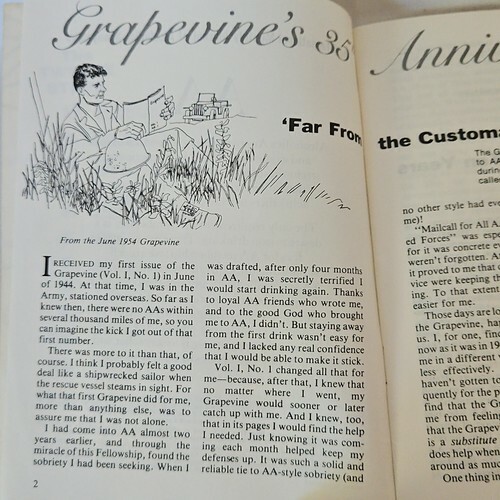 Grapevine's 35
Anniv
'Far From the Customa
The G
to AA
durin
calle
From the June 1954 Grapevine
I RECEIVED my first issue of the
Grapevine (Vol. I, No. 1) in June
of 1944. At that time, I was in the
Army, stationed overseas. So far as I
knew then, there were no AAs within
several thousand miles of me, so you
can imagine the kick I got out of that
first number.
There was more to it than that, of
course. I think I probably felt a good
deal like a shipwrecked sailor when
the rescue vessel steams in sight. For
what that first Grapevine did for me,
more than anything else, was to
assure me that I was not alone.
I had come into AA almost two
years earlier, and through the
miracle of this Fellowship, found the
sobriety I had been seeking. When I
was drafted, after only four months
in AA, I was secretly terrified I
would start drinking again. Thanks
to loyal AA friends who wrote me,
and to the good God who brought
me to AA, I didn't. But staying away
from the first drink wasn't easy for
me, and I lacked any real confidence
that I would be able to make it stick.
Vol. I, No. 1 changed all that for
me—because, after that, I knew that
no matter where I went, my
Grapevine would sooner or later
catch up with me. And I knew, too,
that in its pages I would find the help
I needed. Just knowing it was com-
ing each month helped keep my
defenses up. It was such a solid and
reliable tie to AA-style sobriety (and
2
no other style had eve
me)!
"Mailcall for All A.
ed Forces" was espe
for it was concrete e
weren't forgotten. At
it proved to me that
vice were keeping th
ing. To that extent
easier for me.
Those days are lo
the Grapevine, ha
us. I, for one, find
now as it was in 19
me in a different
less effectively.
haven't gotten t
quently for the p
find that the Gr
me from feelin
that the Grapev
is a substitute
does help when
around as muc
One thing in